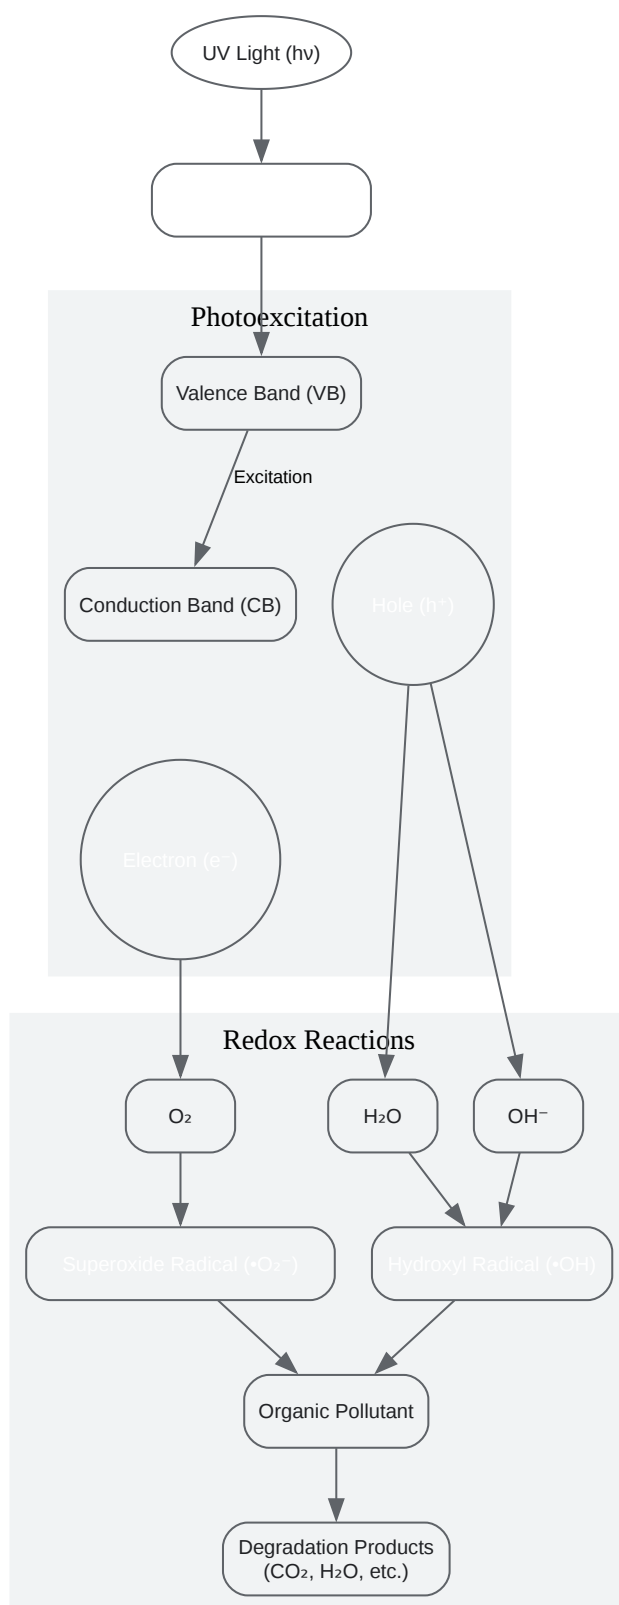 UV Light (hν)
Photoexcitation
Valence Band (VB)
Excitation
Conduction Band (CB)
Hole (h⁺)
Electron (e⁻)
Redox Reactions
O₂
H₂O
OH⁻
Superoxide Radical (•O₂⁻)
Hydroxyl Radical (•OH)
Organic Pollutant
Degradation Products
(CO₂, H₂O, etc.)